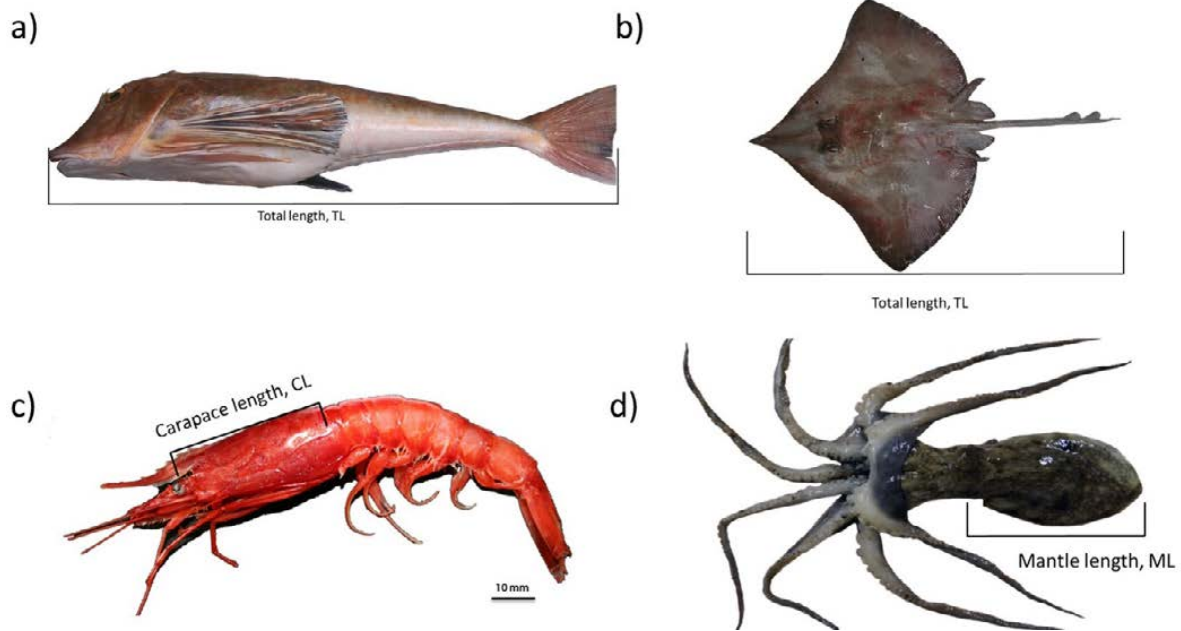 a)
Total length, TL
b)
Total length, TL
c)
Carapace length, CL
10 mm
d)
Mantle length, ML